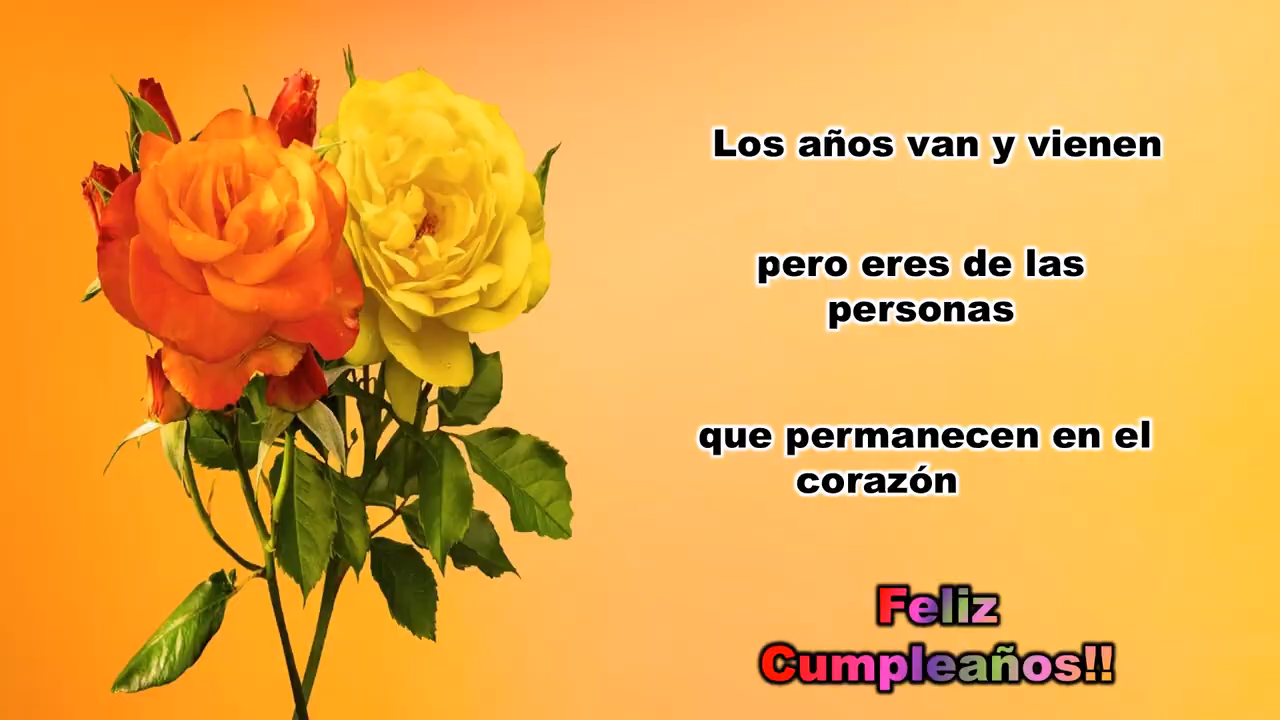 Los años van y vienen
pero eres de las
personas
que permanecen en el
corazón
Feliz
Cumpleaños!!